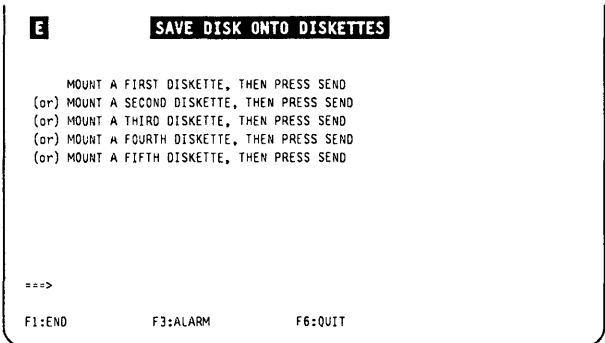 E SAVE DISK ONTO DISKETTES
MOUNT A FIRST DISKETTE, THEN PRESS SEND
(or) MOUNT A SECOND DISKETTE, THEN PRESS SEND
(or) MOUNT A THIRD DISKETTE, THEN PRESS SEND
(or) MOUNT A FOURTH DISKETTE, THEN PRESS SEND
(or) MOUNT A FIFTH DISKETTE, THEN PRESS SEND
===>
F1:END F3:ALARM F6:QUIT